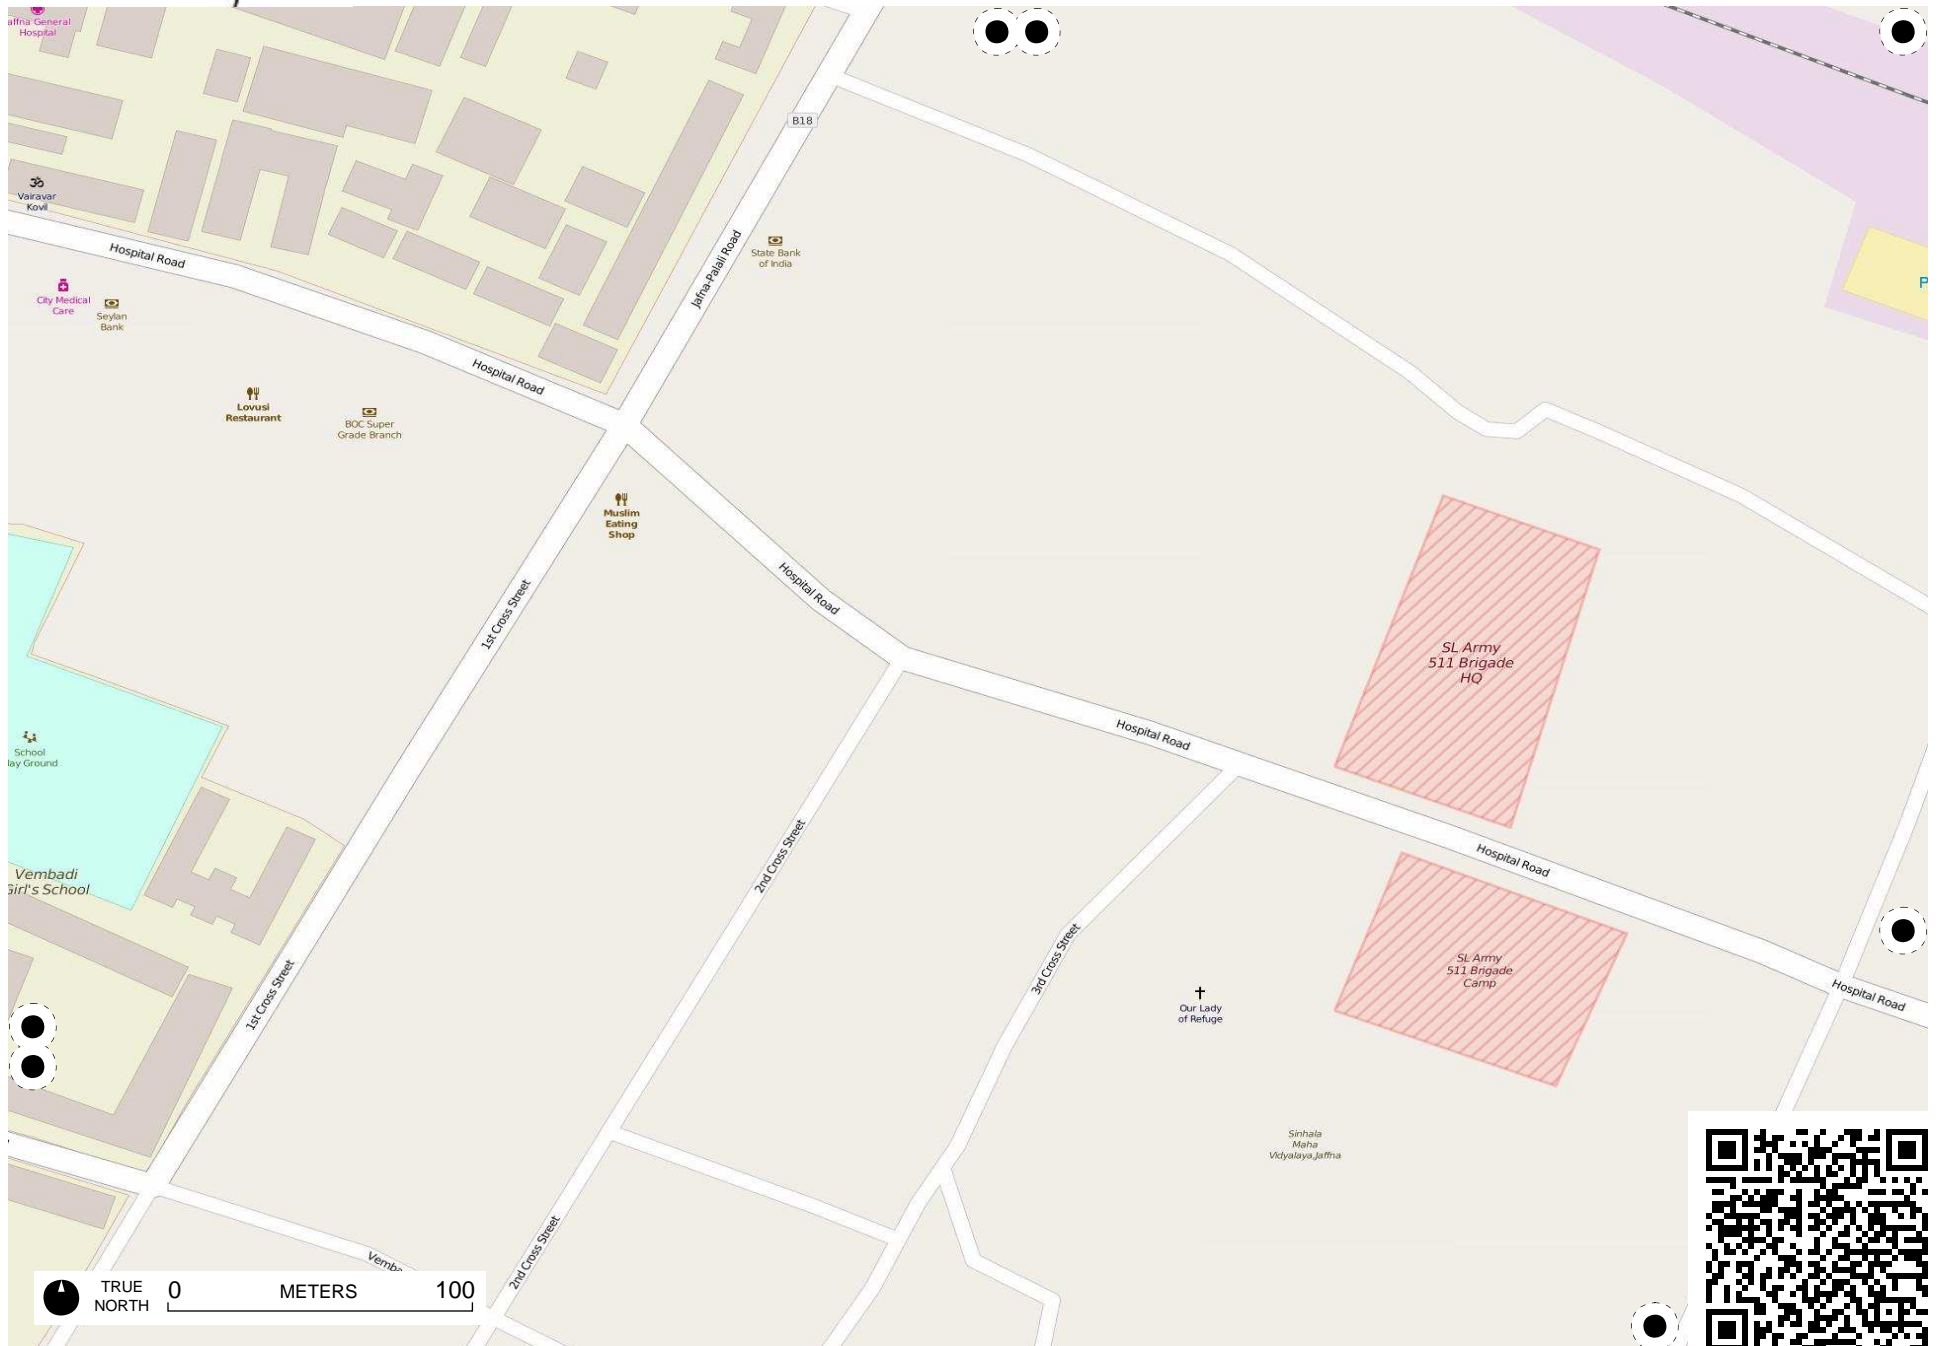 affna General
Hospital
B18
Vairavar
Kovil
Hospital Road
Jafna-Palali Road
State Bank
of India
P
City Medical
Care
Seylan
Bank
Hospital Road
Lovusi
Restaurant
BOC Super
Grade Branch
Muslim
Eating
Shop
Hospital Road
1st Cross Street
SL Army
511 Brigade
HQ
School
lay Ground
Hospital Road
2nd Cross Street
Hospital Road
Vembadi
Girl's School
3rd Cross Street
SL Army
511 Brigade
Camp
1st Cross Street
Our Lady
of Refuge
Hospital Road
Sinhala
Maha
Vidyalaya,Jaffna
2nd Cross Street
Vemba
TRUE
NORTH
0 METERS 100